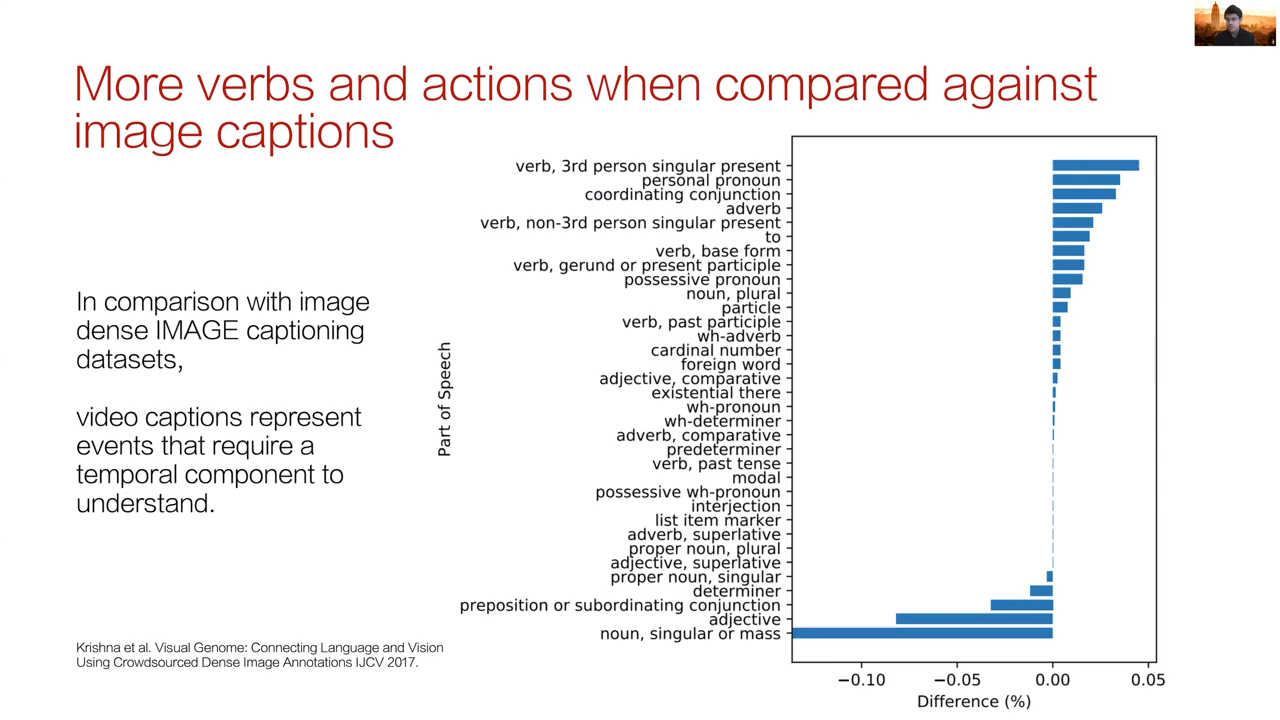 More verbs and actions when compared against
image captions
In comparison with image
dense IMAGE captioning
datasets,
video captions represent
events that require a
temporal component to
understand.
Krishna et al. Visual Genome: Connecting Language and Vision
Using Crowdsourced Dense Image Annotations IJCV 2017.
Part of Speech
verb, 3rd person singular present
personal pronoun
coordinating conjunction
adverb
verb, non-3rd person singular present
to
verb, base form
verb, gerund or present participle
possessive pronoun
noun, plural
particle
verb, past participle
wh-adverb
cardinal number
foreign word
adjective, comparative
existential there
wh-pronoun
wh-determiner
adverb, comparative
predeterminer
verb, past tense
modal
possessive wh-pronoun
interjection
list item marker
adverb, superlative
proper noun, plural
adjective, superlative
proper noun, singular
determiner
preposition or subordinating conjunction
adjective
noun, singular or mass
−0.10 −0.05 0.00 0.05
Difference (%)